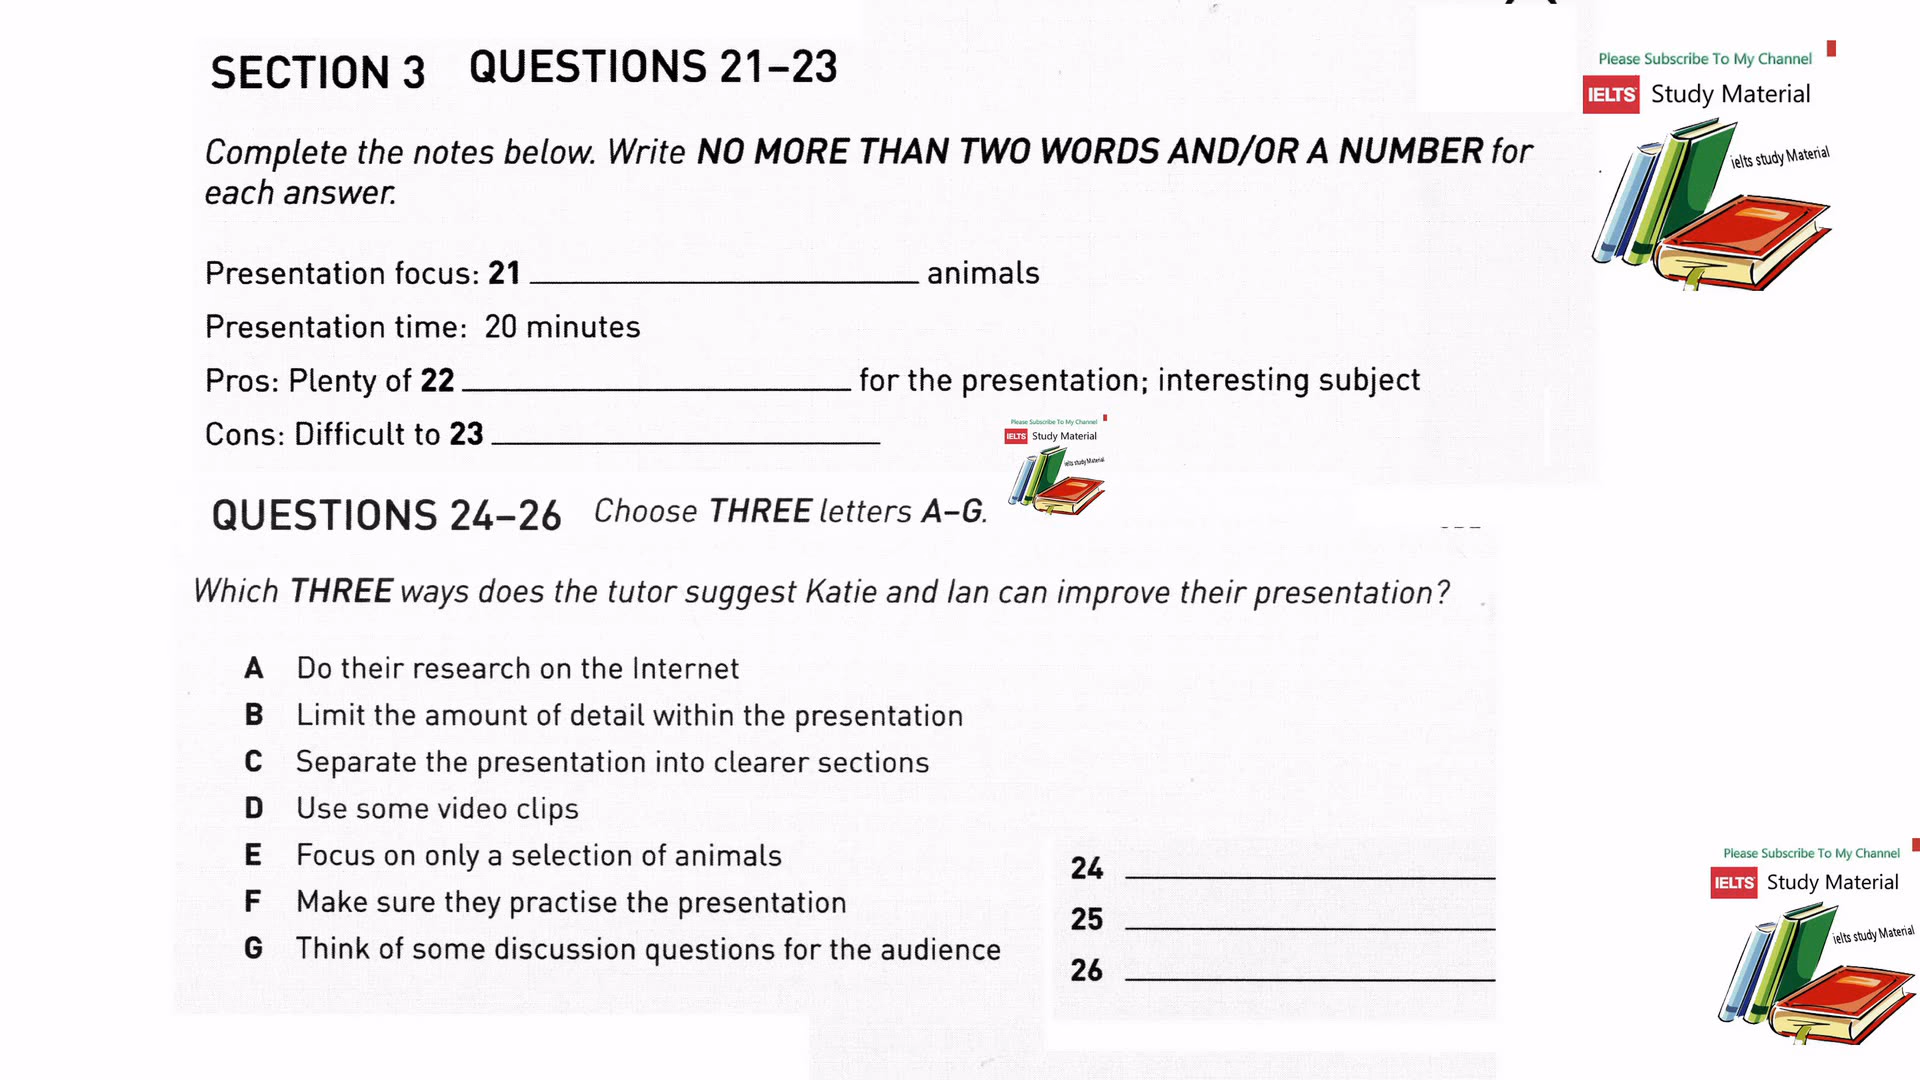 SECTION 3 QUESTIONS 21–23
Please Subscribe To My Channel
IELTS Study Material
ielts study Material
Complete the notes below. Write NO MORE THAN TWO WORDS AND/OR A NUMBER for
each answer.
Presentation focus: 21 ____________ animals
Presentation time: 20 minutes
Pros: Plenty of 22 ____________ for the presentation; interesting subject
Cons: Difficult to 23 ____________
Please Subscribe To My Channel
IELTS Study Material
ielts study Material
QUESTIONS 24–26 Choose THREE letters A–G.
Which THREE ways does the tutor suggest Katie and Ian can improve their presentation?
A Do their research on the Internet
B Limit the amount of detail within the presentation
C Separate the presentation into clearer sections
D Use some video clips
E Focus on only a selection of animals
F Make sure they practise the presentation
G Think of some discussion questions for the audience
24 ____________
25 ____________
26 ____________
Please Subscribe To My Channel
IELTS Study Material
ielts study Material